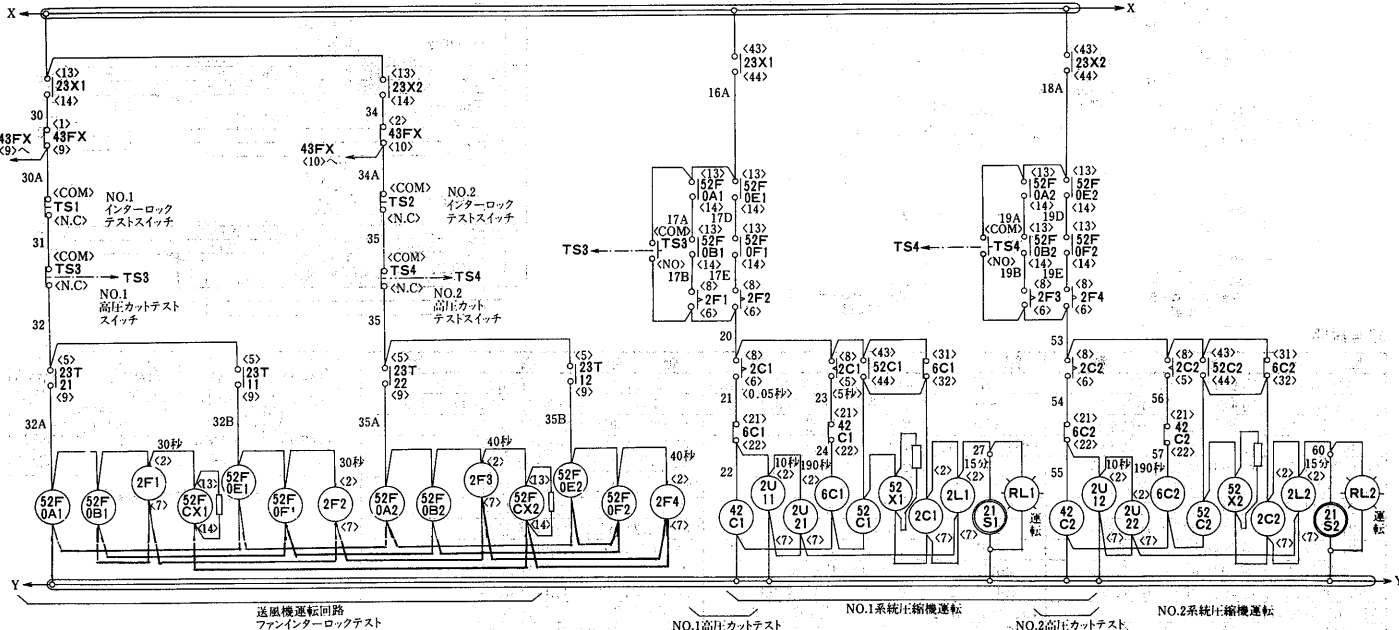 X
X
<13>
23X1
<14>
30
<1>
43FX
<9>
43FX
<9>へ
30A
<COM>
TS1
<N.C>
NO.1
インターロック
テストスイッチ
31
<COM>
TS3
<N.C>
NO.1
高圧カットテスト
スイッチ
32
<5>
23T
21
<9>
32A
<5>
23T
11
<9>
32B
<13>
23X2
<14>
34
<2>
43FX
<10>
43FX
<10>へ
34A
<COM>
TS2
<N.C>
NO.2
インターロック
テストスイッチ
35
<COM>
TS4
<N.C>
NO.2
高圧カット
テストスイッチ
35
<5>
23T
22
<9>
35A
<5>
23T
12
<9>
35B
52F
0A1
52F
0B1
30秒
<2>
2F1
<7>
52F
CX1
<13>
<14>
52F
0E1
52F
0F'
30秒
<2>
2F2
<7>
52F
0A2
52F
0B2
40秒
<2>
2F3
<7>
52F
CX2
<13>
<14>
52F
0E2
52F
0F2
40秒
<2>
2F4
<7>
<43>
23X1
<44>
16A
<13>
52F
0A1
<14>
<13>
52F
0E1
<14>
17A
17D
<COM>
TS3
<NO>
TS3
<13>
52F
0B1
<14>
<13>
52F
0F1
<14>
17B
17E
<8>
2F1
<6>
<8>
2F2
<6>
20
<8>
2C1
<6>
<0.05秒>
<8>
2C1
<5>
<5秒>
<43>
52C1
<44>
<31>
6C1
<32>
21
23
<21>
6C1
<22>
<21>
42
C1
<22>
22
24
42
C1
10秒
<2>
2U
11
<7>
190秒
<2>
2U
21
<7>
6C1
52
C1
52
X1
2C1
<2>
<7>
15分
<2>
2L1
<7>
27
21
S1
RL1
運転
<43>
23X2
<44>
18A
<13>
52F
0A2
<14>
<13>
52F
0E2
<14>
19A
19D
<COM>
TS4
<NO>
TS4
<13>
52F
0B2
<14>
<13>
52F
0F2
<14>
19B
19E
<8>
2F3
<6>
<8>
2F4
<6>
53
<8>
2C2
<6>
<8>
2C2
<5>
<43>
52C2
<44>
<31>
6C2
<32>
54
56
<21>
6C2
<22>
<21>
42
C2
<22>
55
57
42
C2
10秒
<2>
2U
12
<7>
190秒
<2>
2U
22
<7>
6C2
52
C2
52
X2
2C2
<2>
<7>
15分
<2>
2L2
<7>
60
21
S2
RL2
運転
TS3
TS4
Y
Y
送風機運転回路
ファンインターロックテスト
NO.1高圧カットテスト
NO.1系統圧縮機運転
NO.2高圧カットテスト
NO.2系統圧縮機運転